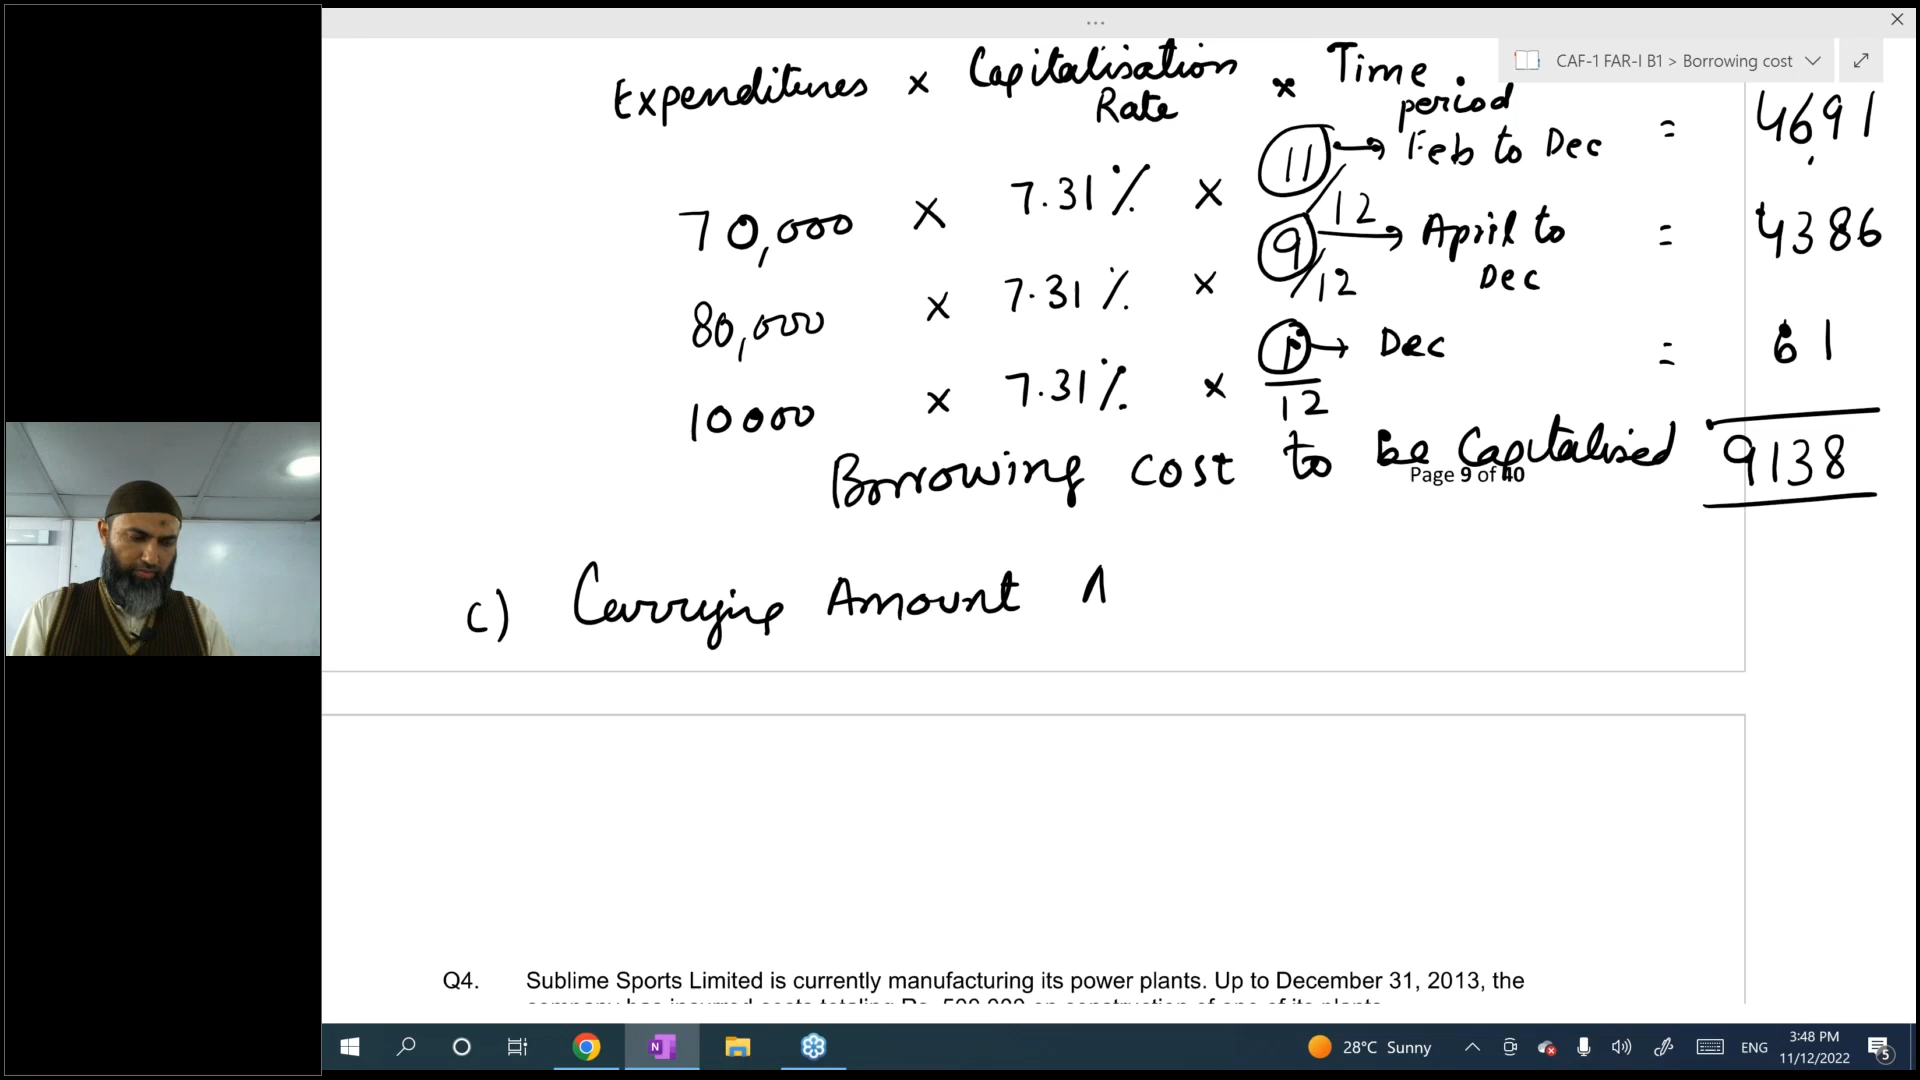 CAF-1 FAR-I B1 > Borrowing cost
Expenditures × Capitalisation Rate × Time period
70,000 × 7.31% × 11/12 → Feb to Dec = 4691
80,000 × 7.31% × 9/12 → April to Dec = 4386
10000 × 7.31% × 1/12 → Dec = 61
Borrowing cost to be Capitalised 9138
Page 9 of 40
c) Carrying Amount
Q4. Sublime Sports Limited is currently manufacturing its power plants. Up to December 31, 2013, the
28°C Sunny
ENG
3:48 PM
11/12/2022
5